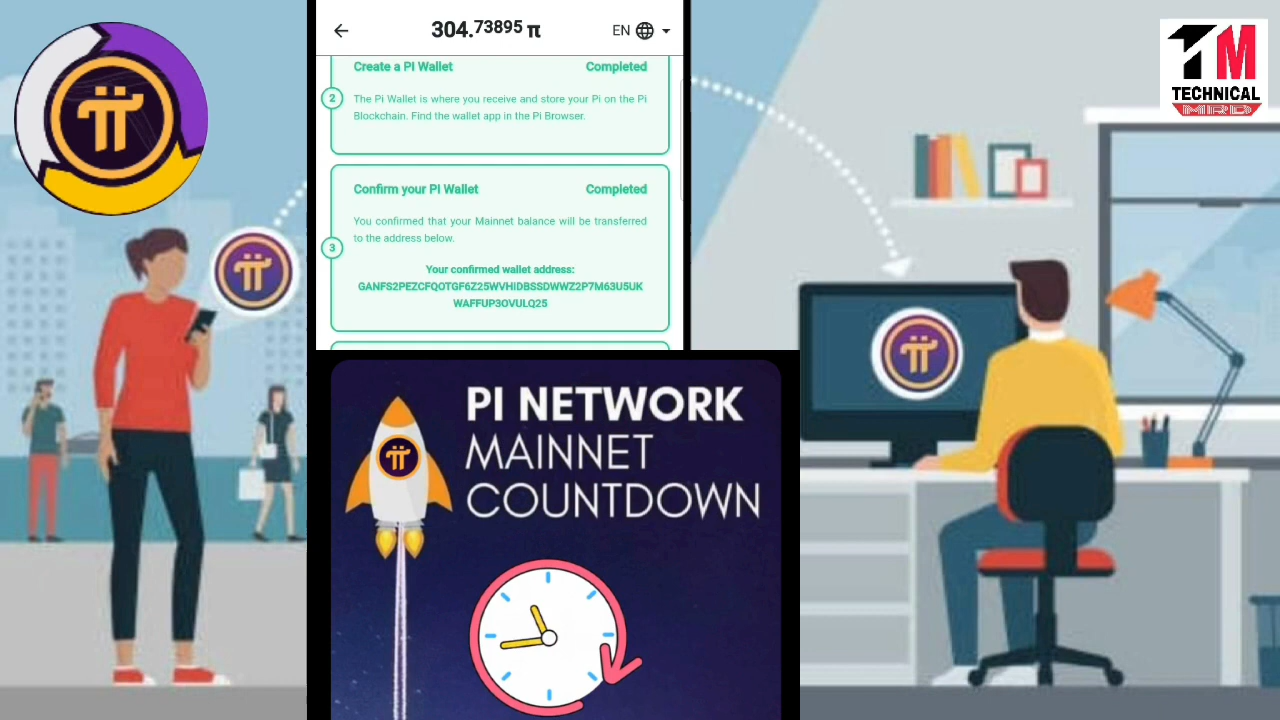 304.73895 π
EN
Create a Pi Wallet
Completed
2
The Pi Wallet is where you receive and store your Pi on the Pi
Blockchain. Find the wallet app in the Pi Browser.
Confirm your Pi Wallet
Completed
3
You confirmed that your Mainnet balance will be transferred
to the address below.
Your confirmed wallet address:
GANFS2PEZCFQOTGF6Z25WVHIDBSSDWWZ2P7M63U5UK
WAFFUP3OVULQ25
PI NETWORK
MAINNET
COUNTDOWN
TM
TECHNICAL
MRD